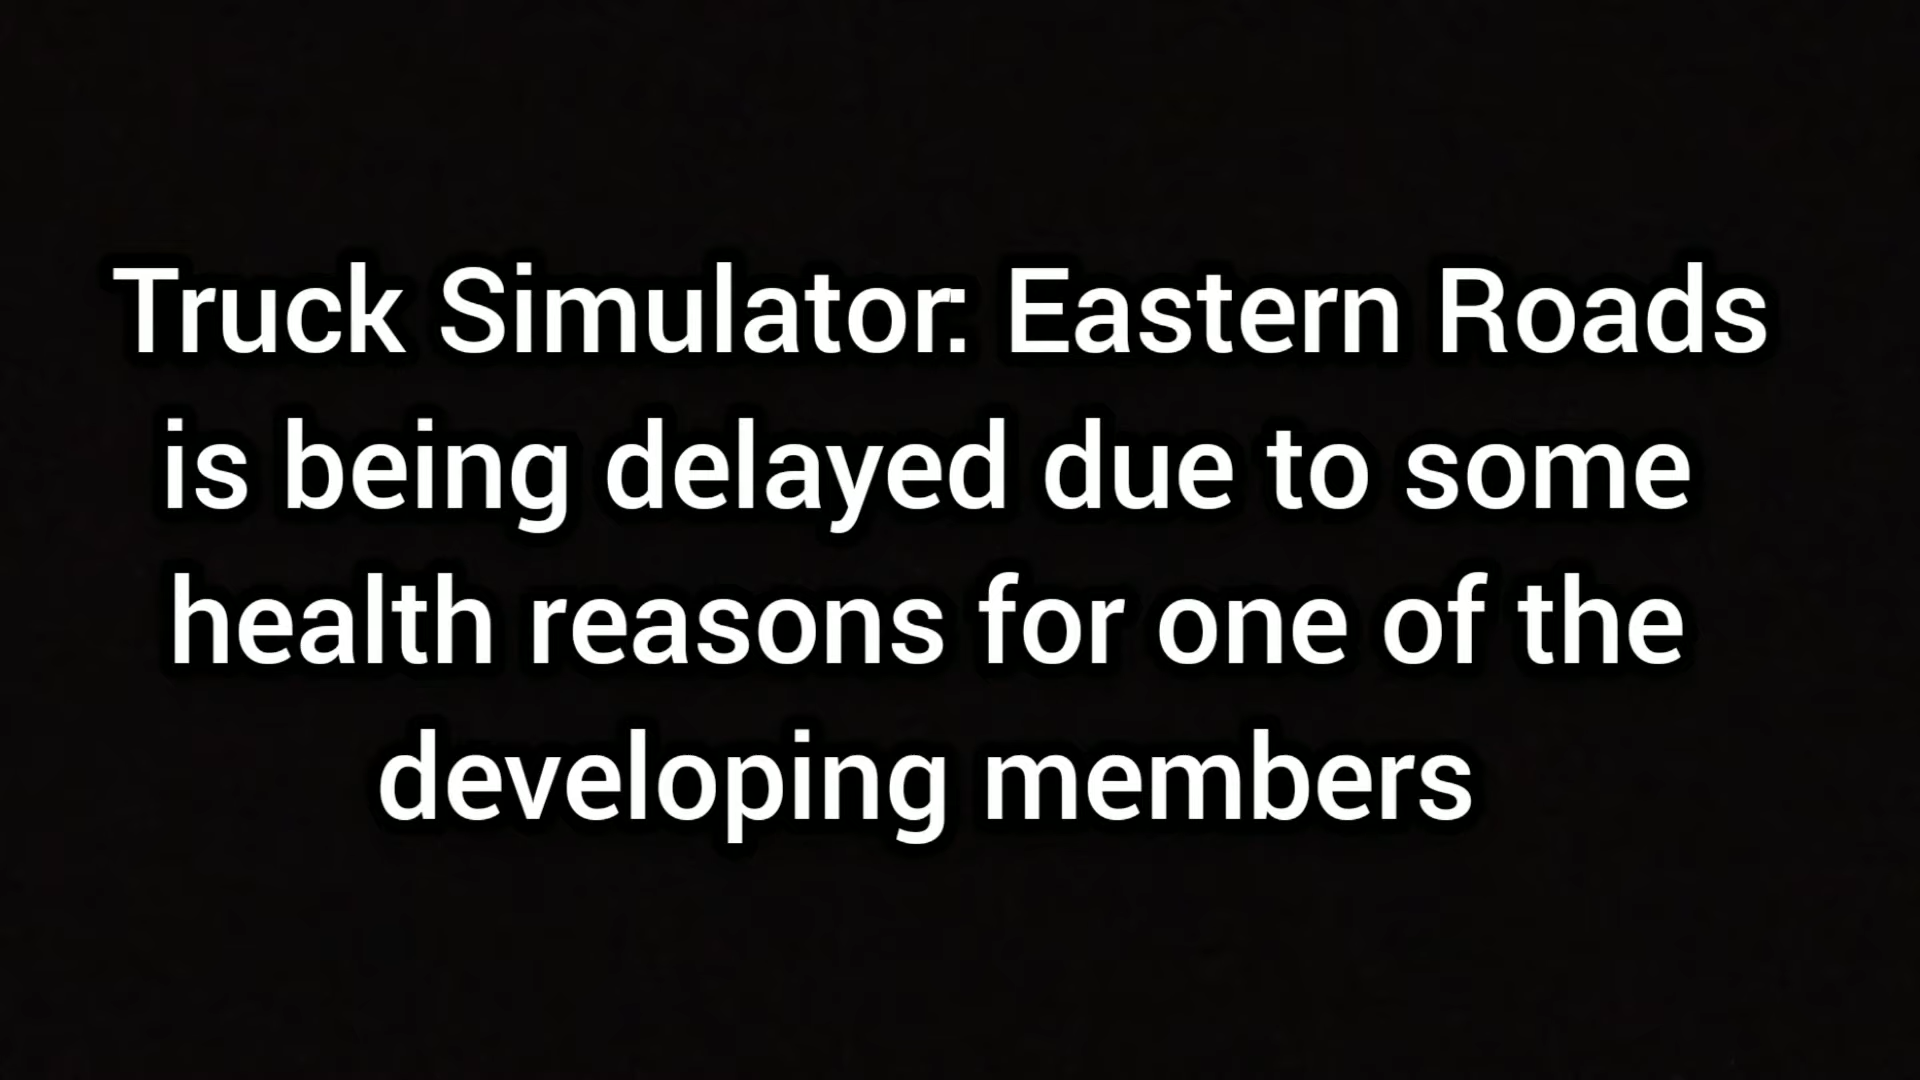 Truck Simulator: Eastern Roads
is being delayed due to some
health reasons for one of the
developing members